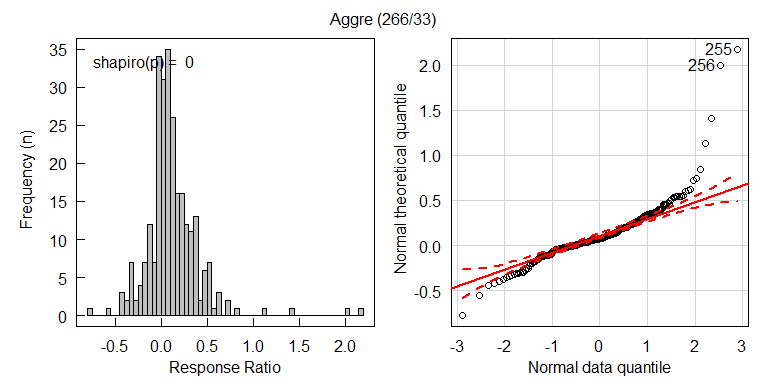 Aggre (266/33)
shapiro(p) = 0
Frequency (n)
35
30
25
20
15
10
5
0
-0.5 0.0 0.5 1.0 1.5 2.0
Response Ratio
255
256
Normal theoretical quantile
2.0
1.5
1.0
0.5
0.0
-0.5
-3 -2 -1 0 1 2 3
Normal data quantile